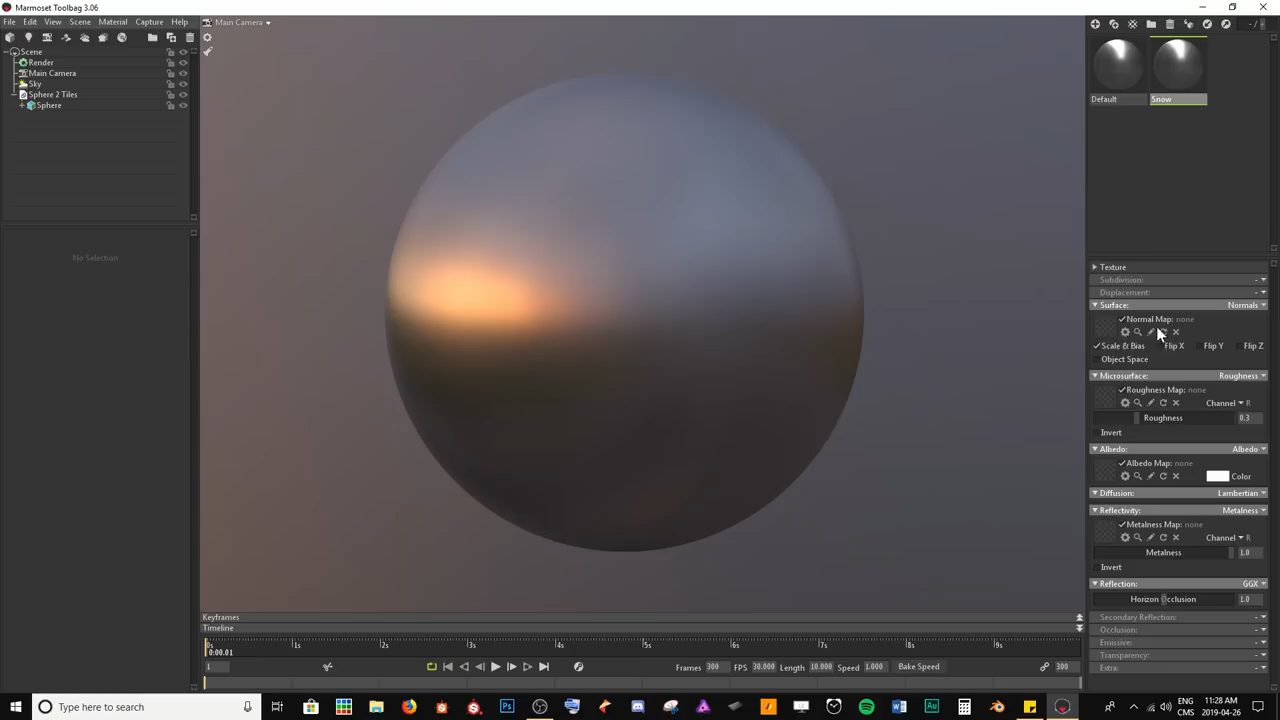 Marmoset Toolbag 3.06
File Edit View Scene Material Capture Help
Main Camera
- / -
Scene
Render
Main Camera
Sky
Sphere 2 Tiles
Sphere
No Selection
Default
Snow
Texture
Subdivision: -
Displacement: -
Surface: Normals
Normal Map: none
Scale & Bias Flip X Flip Y Flip Z
Object Space
Microsurface: Roughness
Roughness Map: none
Channel R
Roughness 0.3
Invert
Albedo: Albedo
Albedo Map: none
Color
Diffusion: Lambertian
Reflectivity: Metalness
Metalness Map: none
Channel R
Metalness 1.0
Invert
Reflection: GGX
Horizon Occlusion 1.0
Secondary Reflection: -
Occlusion: -
Emissive: -
Transparency: -
Extra: -
Keyframes
Timeline
0s 1s 2s 3s 4s 5s 6s 7s 8s 9s
0:00.01
1 Frames 300 FPS 30.000 Length 10.000 Speed 1.000 Bake Speed 300
Type here to search
ENG
CMS
11:28 AM
2019-04-26